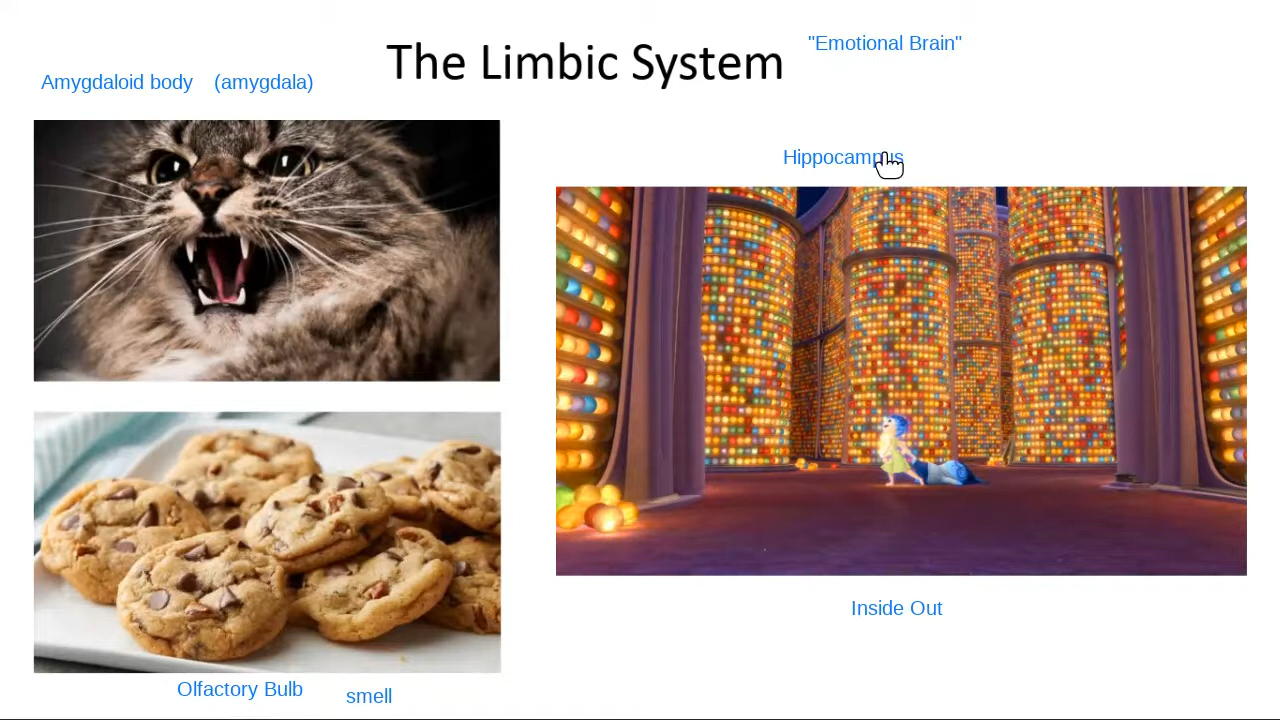 The Limbic System
"Emotional Brain"
Amygdaloid body (amygdala)
Hippocampus
Inside Out
Olfactory Bulb
smell